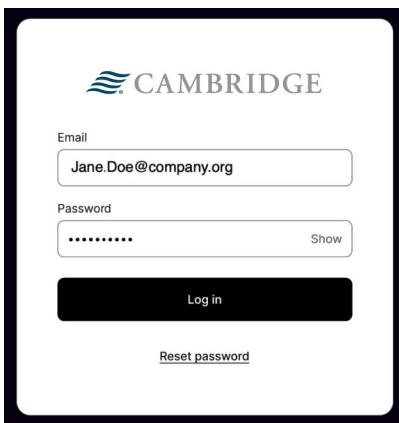 CAMBRIDGE
Email
Jane.Doe@company.org
Password
••••••••••
Show
Log in
Reset password